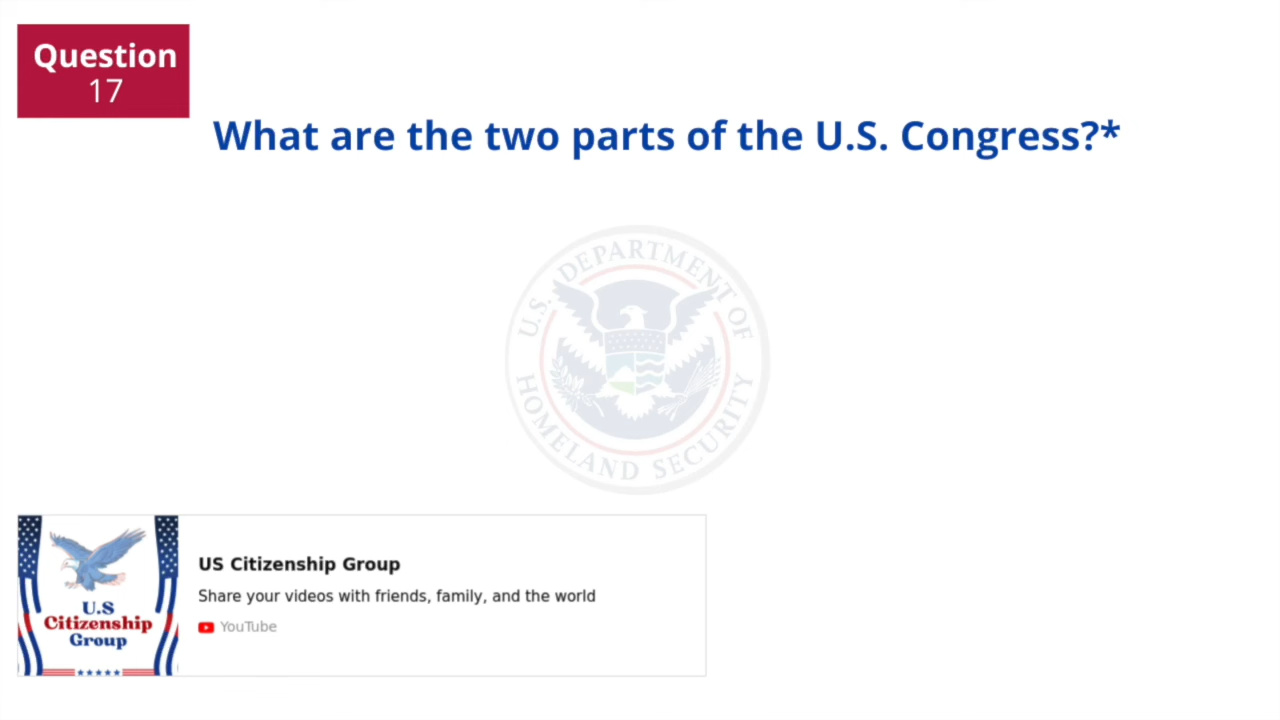 Question
17
What are the two parts of the U.S. Congress?*
U.S. DEPARTMENT OF
HOMELAND SECURITY
U.S
Citizenship
Group
US Citizenship Group
Share your videos with friends, family, and the world
YouTube